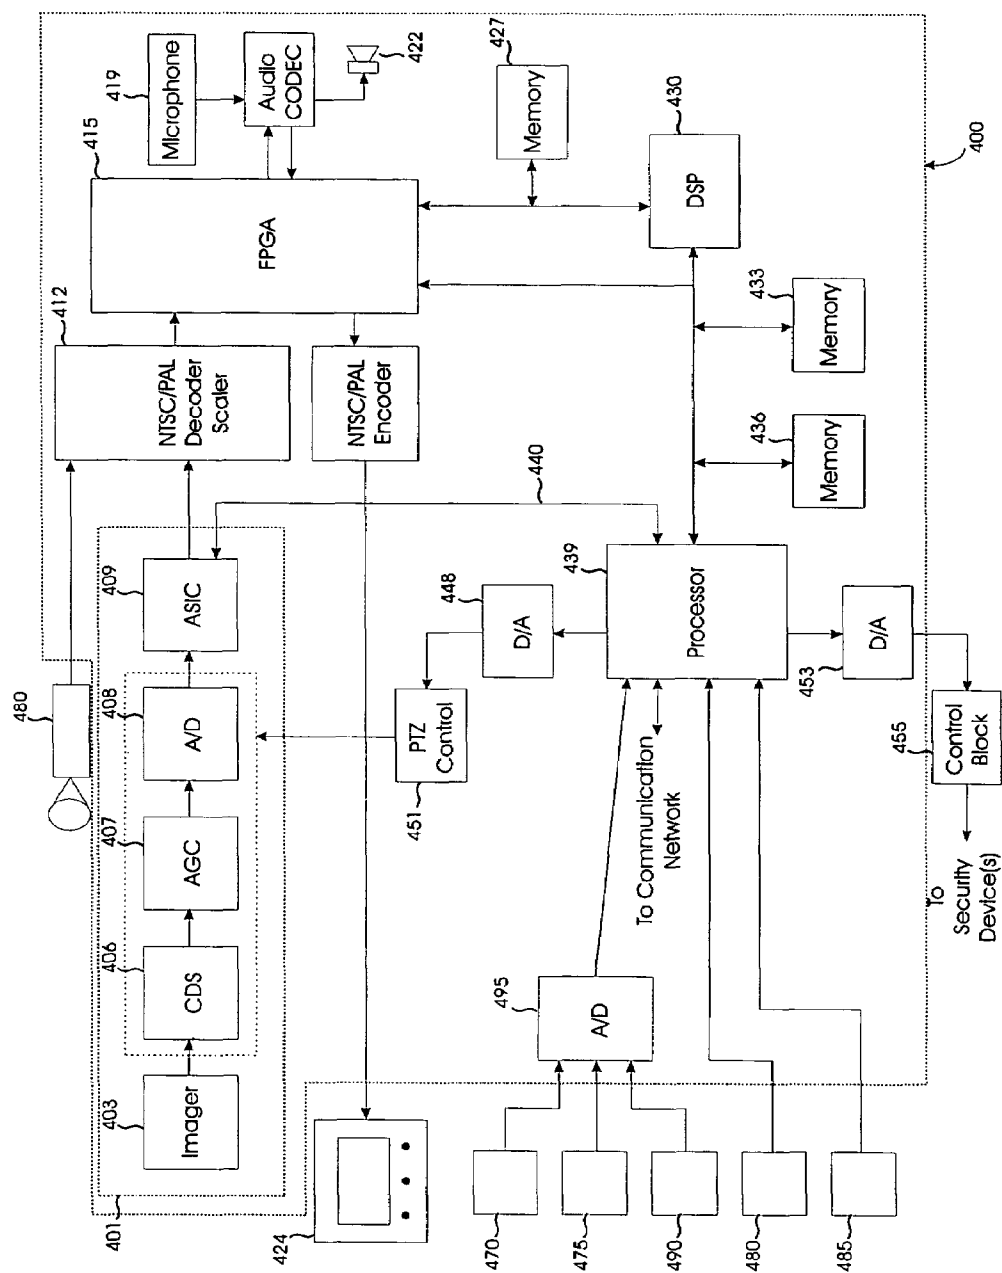 480
401
403
Imager
406
CDS
407
AGC
408
A/D
409
ASIC
412
NTSC/PAL
Decoder
Scaler
415
FPGA
419
Microphone
Audio
CODEC
422
424
NTSC/PAL
Encoder
427
Memory
430
DSP
440
451
PTZ
Control
448
D/A
439
Processor
433
Memory
436
Memory
470
475
490
480
485
495
A/D
To Communication
Network
453
D/A
455
Control
Block
To
Security
Device(s)
400